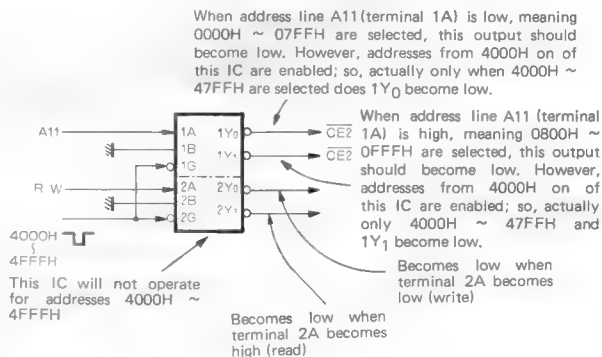 When address line A11 (terminal 1A) is low, meaning
0000H ~ 07FFH are selected, this output should
become low. However, addresses from 4000H on of
this IC are enabled; so, actually only when 4000H ~
47FFH are selected does 1Y0 become low.
When address line A11 (terminal
1A) is high, meaning 0800H ~
0FFFH are selected, this output
should become low. However,
addresses from 4000H on of
this IC are enabled; so, actually
only 4000H ~ 47FFH and
1Y1 become low.
A11
1A
1Y0
CE2
1B
1Y1
CE2
1G
R W
2A
2Y0
2B
2G
2Y1
4000H
~
4FFFH
This IC will not operate
for addresses 4000H ~
4FFFH
Becomes low when
terminal 2A becomes
low (write)
Becomes low when
terminal 2A becomes
high (read)